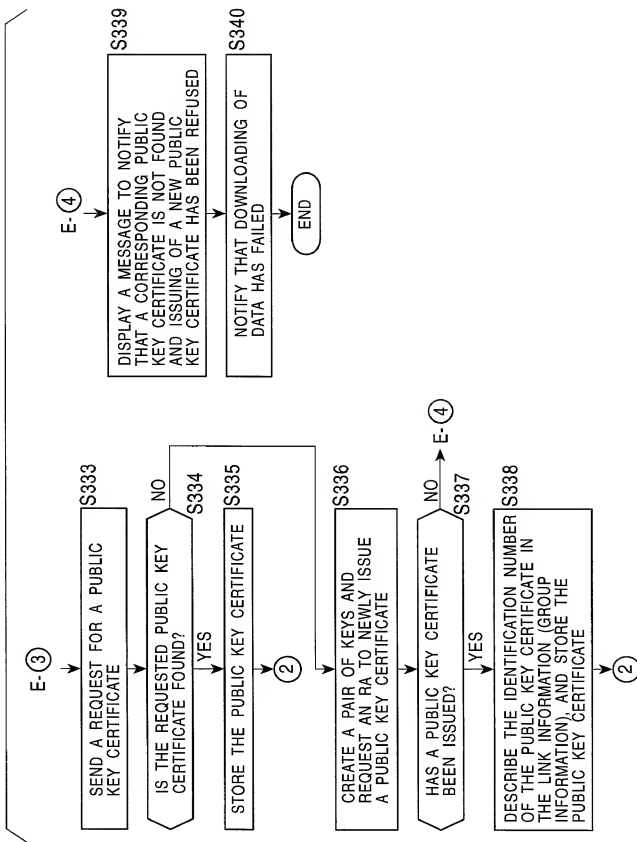 E-③
S333
SEND A REQUEST FOR A PUBLIC
KEY CERTIFICATE
S334
IS THE REQUESTED PUBLIC KEY
CERTIFICATE FOUND?
NO
YES
S335
STORE THE PUBLIC KEY CERTIFICATE
②
S336
CREATE A PAIR OF KEYS AND
REQUEST AN RA TO NEWLY ISSUE
A PUBLIC KEY CERTIFICATE
S337
HAS A PUBLIC KEY CERTIFICATE
BEEN ISSUED?
NO
E-④
YES
S338
DESCRIBE THE IDENTIFICATION NUMBER
OF THE PUBLIC KEY CERTIFICATE IN
THE LINK INFORMATION (GROUP
INFORMATION), AND STORE THE
PUBLIC KEY CERTIFICATE
②
E-④
S339
DISPLAY A MESSAGE TO NOTIFY
THAT A CORRESPONDING PUBLIC
KEY CERTIFICATE IS NOT FOUND
AND ISSUING OF A NEW PUBLIC
KEY CERTIFICATE HAS BEEN REFUSED
S340
NOTIFY THAT DOWNLOADING OF
DATA HAS FAILED
END